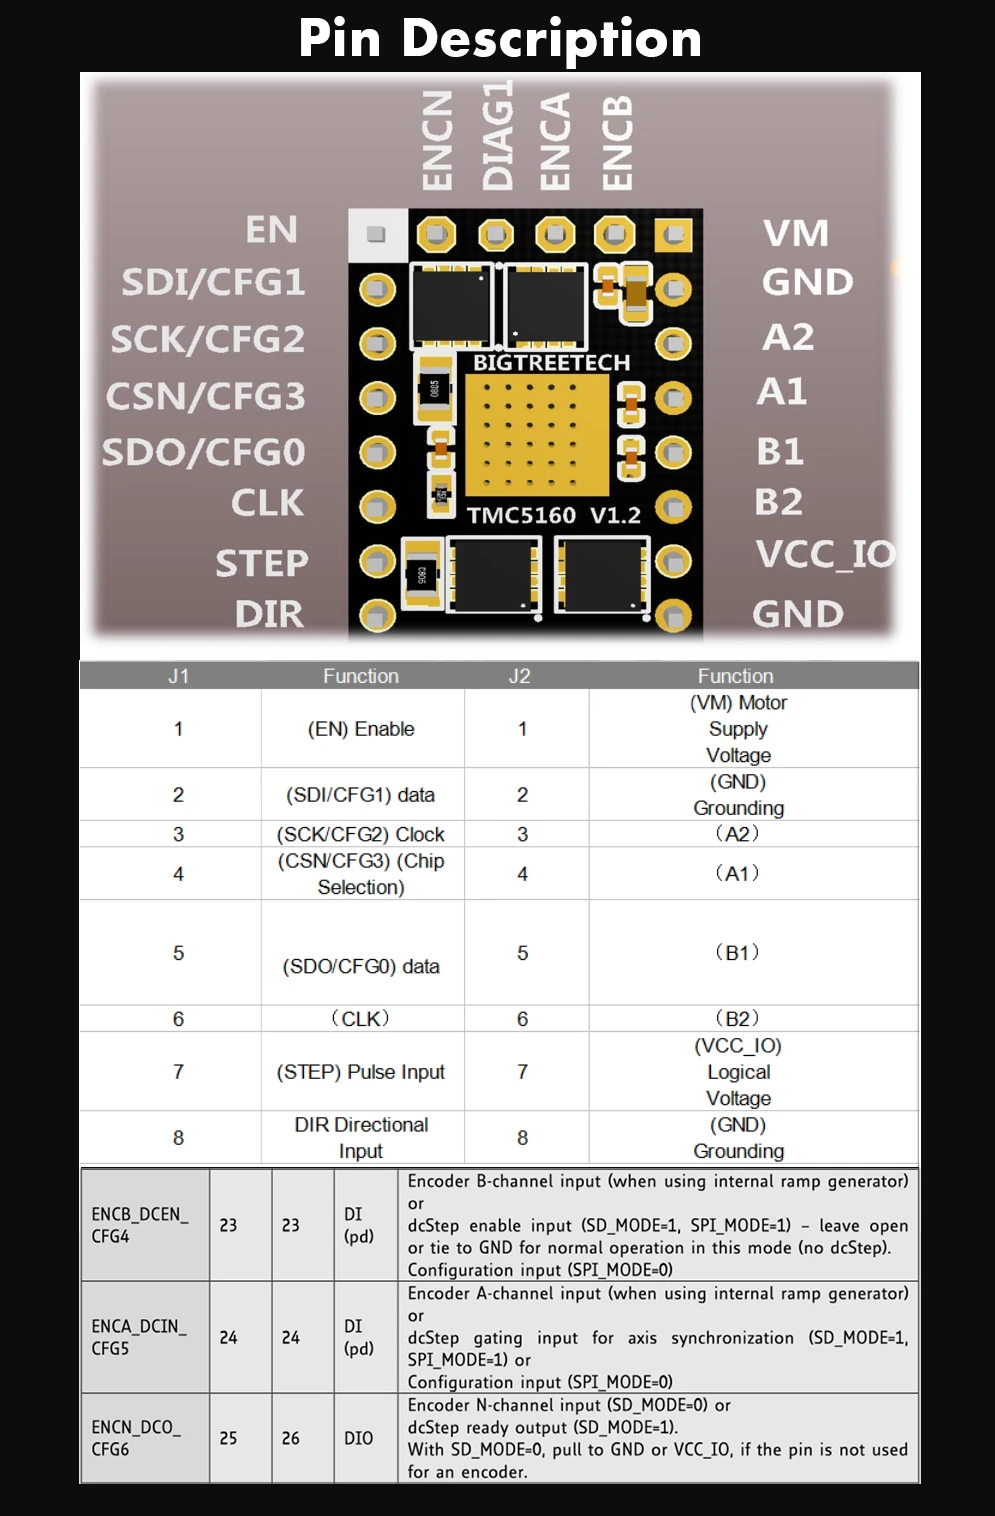 Pin Description
ENCN
DIAG1
ENCA
ENCB
EN
VM
SDI/CFG1
GND
SCK/CFG2
A2
CSN/CFG3
A1
SDO/CFG0
B1
CLK
B2
STEP
VCC_IO
DIR
GND
BIGTREETECH
0805
TMC5160 V1.2
J1 Function J2 Function
1 (EN) Enable 1 (VM) Motor
Supply
Voltage
2 (SDI/CFG1) data 2 (GND)
Grounding
3 (SCK/CFG2) Clock 3 (A2)
4 (CSN/CFG3) (Chip
Selection) 4 (A1)
5 (SDO/CFG0) data 5 (B1)
6 (CLK) 6 (B2)
7 (STEP) Pulse Input 7 (VCC_IO)
Logical
Voltage
8 DIR Directional
Input 8 (GND)
Grounding
ENCB_DCEN_
CFG4
23
23
DI
(pd)
Encoder B-channel input (when using internal ramp generator)
or
dcStep enable input (SD_MODE=1, SPI_MODE=1) – leave open
or tie to GND for normal operation in this mode (no dcStep).
Configuration input (SPI_MODE=0)
ENCA_DCIN_
CFG5
24
24
DI
(pd)
Encoder A-channel input (when using internal ramp generator)
or
dcStep gating input for axis synchronization (SD_MODE=1,
SPI_MODE=1) or
Configuration input (SPI_MODE=0)
ENCN_DCO_
CFG6
25
26
DIO
Encoder N-channel input (SD_MODE=0) or
dcStep ready output (SD_MODE=1).
With SD_MODE=0, pull to GND or VCC_IO, if the pin is not used
for an encoder.